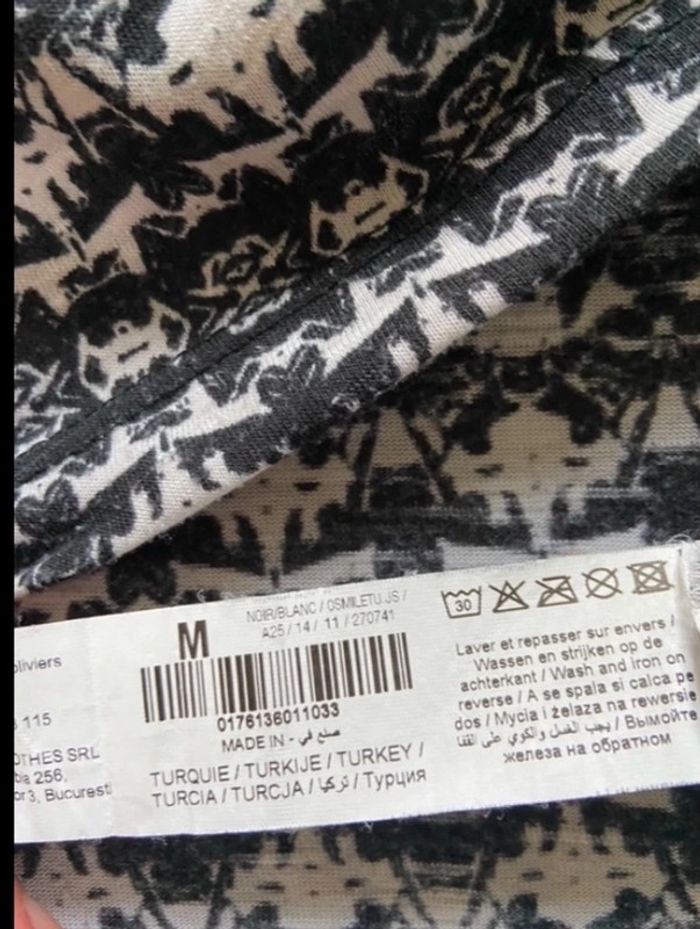 oliviers
115
OTHES SRL
256,
3, Bucurest
M
NOIR/BLANC / OSMILETU.JS /
A25 / 14 / 11 / 270741
0176136011033
MADE IN - صنع في
TURQUIE / TURKIJE / TURKEY /
TURCIA / TURCJA / تركيا / Турция
30
Laver et repasser sur envers /
Wassen en strijken op de
achterkant / Wash and iron on
reverse / A se spala si calca pe
dos / Mycia i żelaza na rewersie
/ يجب الغسل والكوي على القفا / Вымойте
железа на обратном